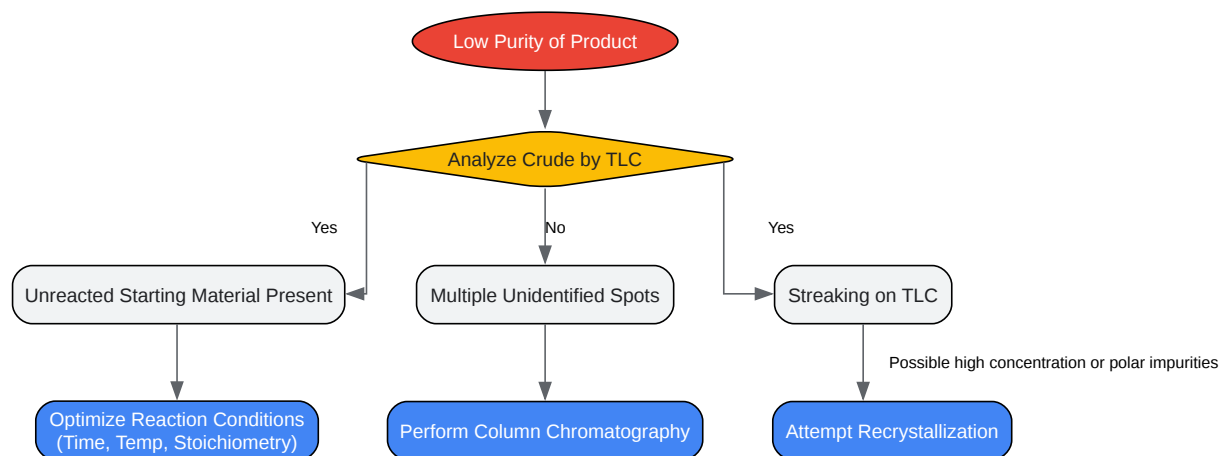 Low Purity of Product
Analyze Crude by TLC
Yes
No
Yes
Unreacted Starting Material Present
Multiple Unidentified Spots
Streaking on TLC
Possible high concentration or polar impurities
Optimize Reaction Conditions
(Time, Temp, Stoichiometry)
Perform Column Chromatography
Attempt Recrystallization